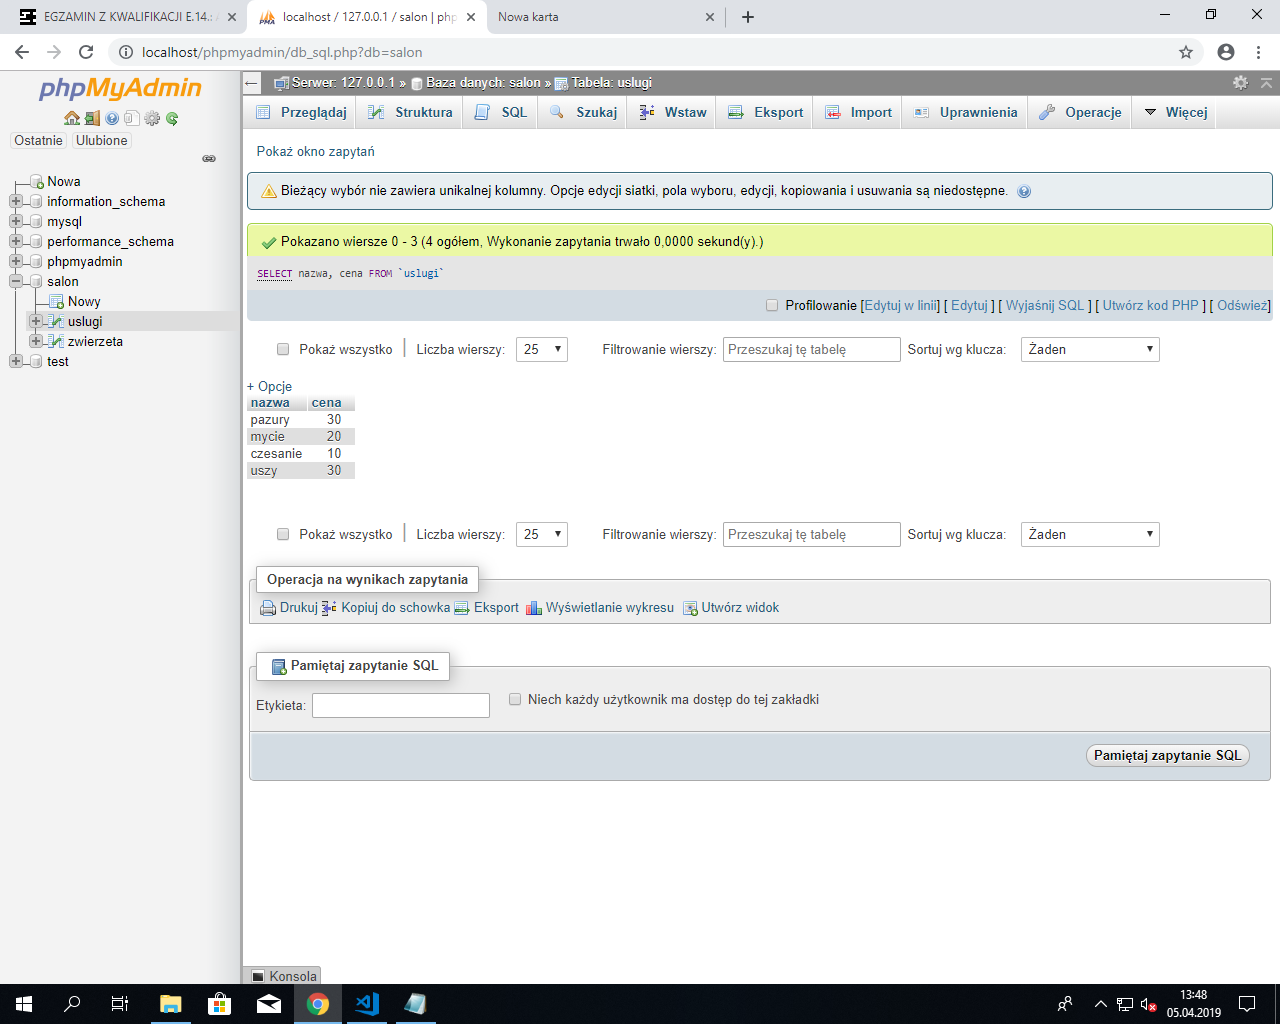 EGZAMIN Z KWALIFIKACJI E.14.:
localhost / 127.0.0.1 / salon | php
Nowa karta
localhost/phpmyadmin/db_sql.php?db=salon
phpMyAdmin
Serwer: 127.0.0.1 » Baza danych: salon » Tabela: uslugi
Przeglądaj Struktura SQL Szukaj Wstaw Eksport Import Uprawnienia Operacje Więcej
Ostatnie Ulubione
Nowa
information_schema
mysql
performance_schema
phpmyadmin
salon
Nowy
uslugi
zwierzeta
test
Pokaż okno zapytań
Bieżący wybór nie zawiera unikalnej kolumny. Opcje edycji siatki, pola wyboru, edycji, kopiowania i usuwania są niedostępne.
Pokazano wiersze 0 - 3 (4 ogółem, Wykonanie zapytania trwało 0,0000 sekund(y).)
SELECT nazwa, cena FROM `uslugi`
Profilowanie [Edytuj w linii] [ Edytuj ] [ Wyjaśnij SQL ] [ Utwórz kod PHP ] [ Odśwież]
Pokaż wszystko | Liczba wierszy: 25 Filtrowanie wierszy: Przeszukaj tę tabelę Sortuj wg klucza: Żaden
+ Opcje
nazwa cena
pazury 30
mycie 20
czesanie 10
uszy 30
Pokaż wszystko | Liczba wierszy: 25 Filtrowanie wierszy: Przeszukaj tę tabelę Sortuj wg klucza: Żaden
Operacja na wynikach zapytania
Drukuj Kopiuj do schowka Eksport Wyświetlanie wykresu Utwórz widok
Pamiętaj zapytanie SQL
Etykieta: Niech każdy użytkownik ma dostęp do tej zakładki
Pamiętaj zapytanie SQL
Konsola
13:48
05.04.2019